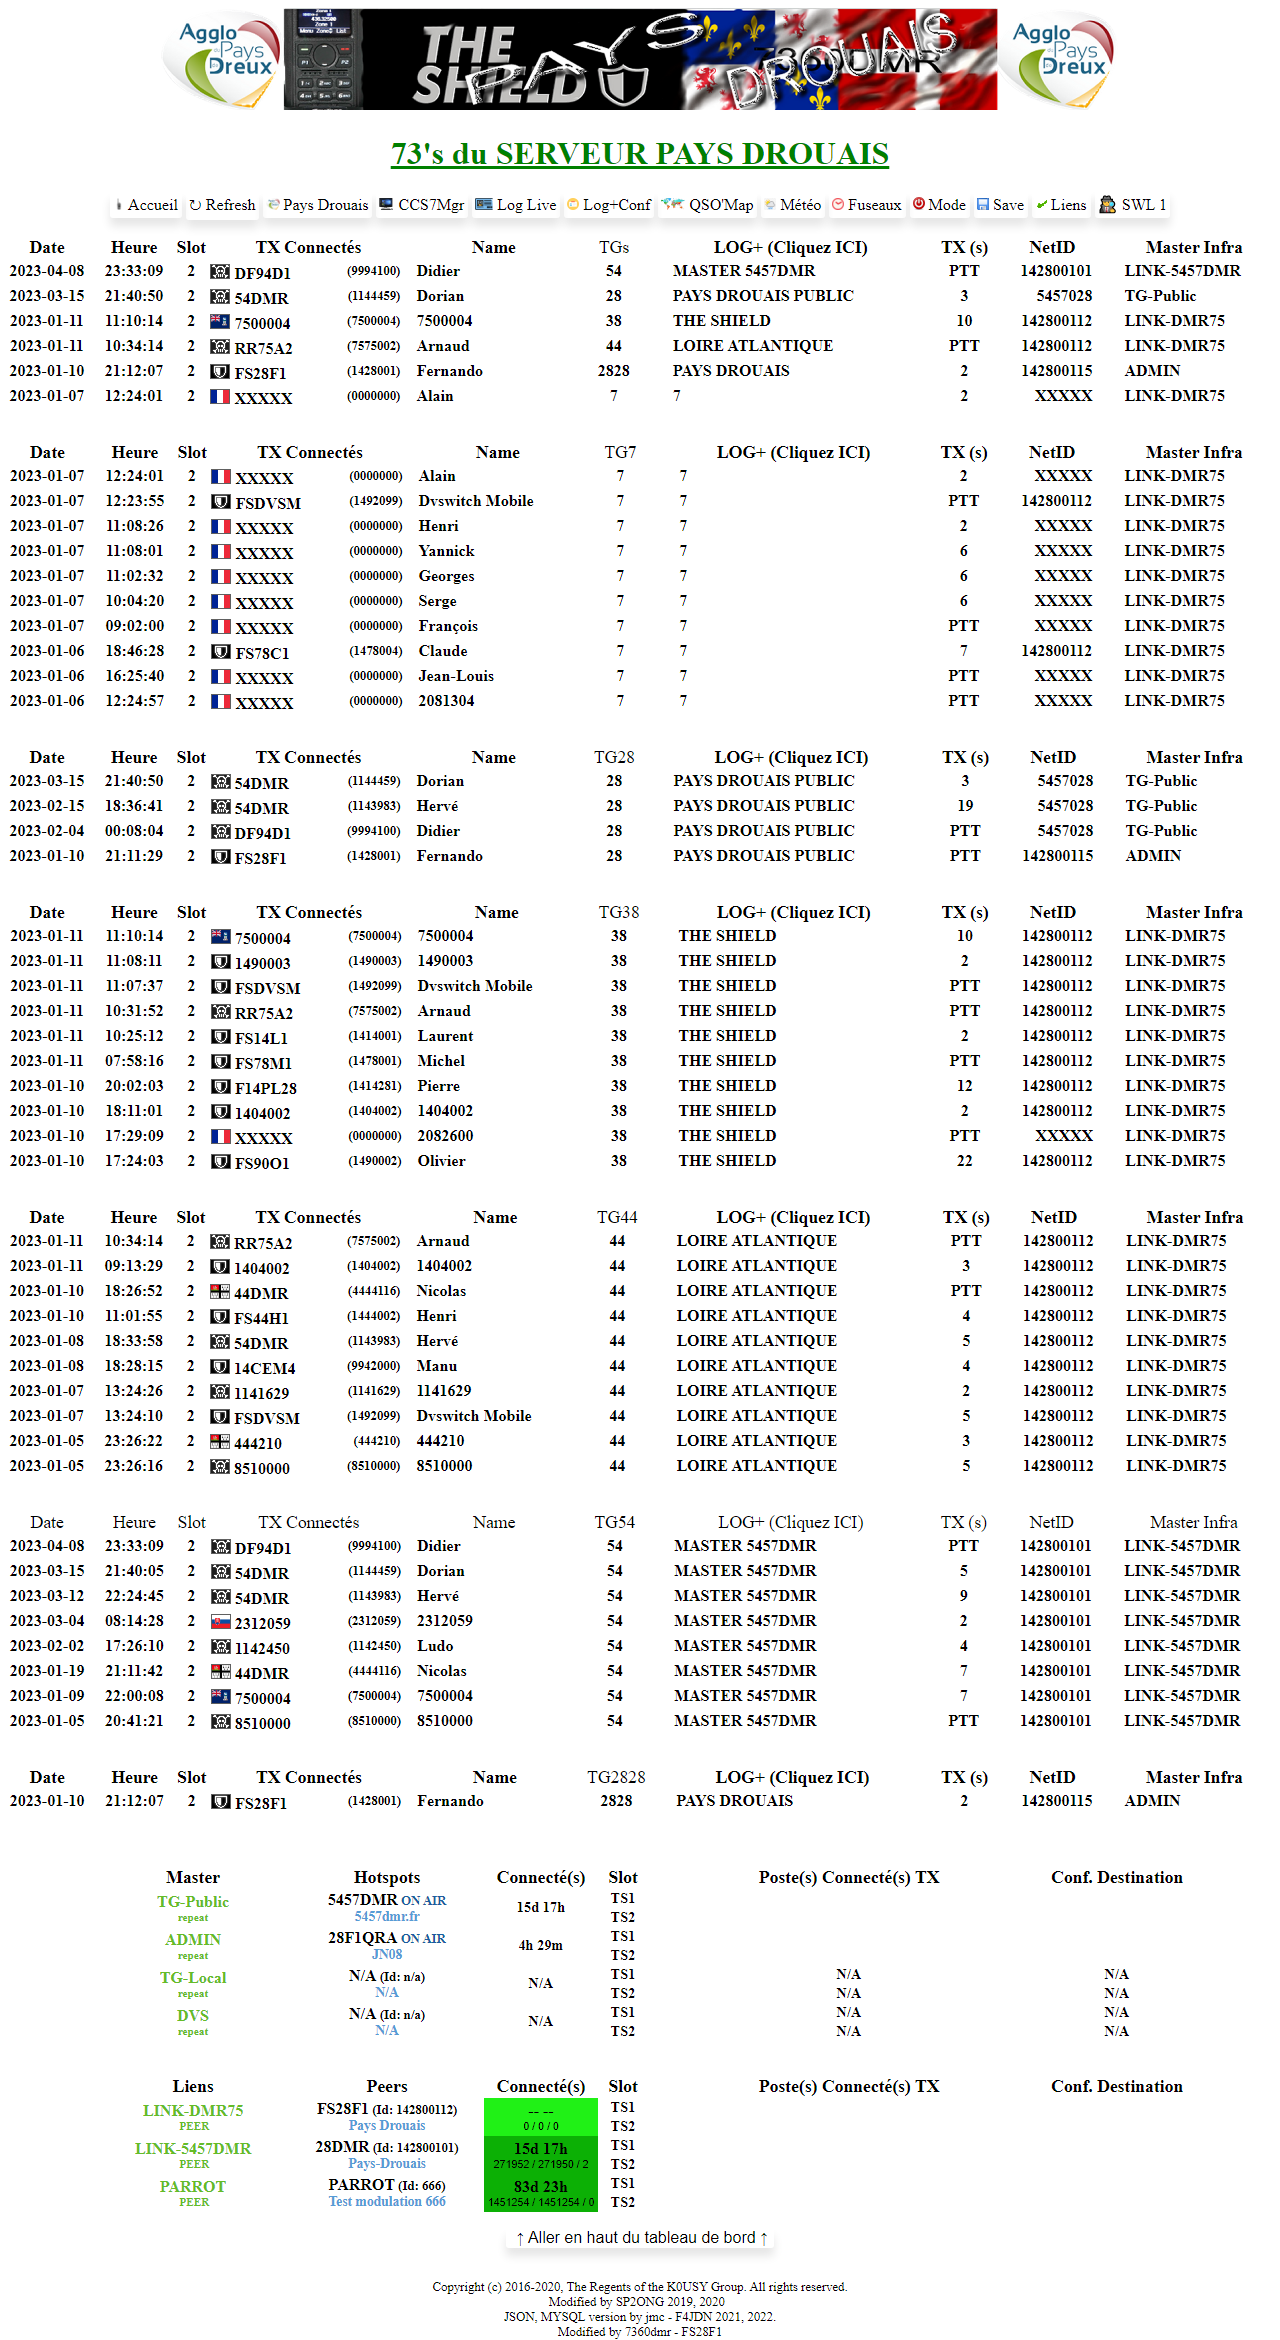 Agglo du Pays de Dreux
THE SHIELD
PAYS DROUAIS
7360DMR
Agglo du Pays de Dreux
73's du SERVEUR PAYS DROUAIS
Accueil ↻ Refresh Pays Drouais CCS7Mgr Log Live Log+Conf QSO'Map Météo Fuseaux Mode Save Liens SWL 1
Date Heure Slot TX Connectés Name TGs LOG+ (Cliquez ICI) TX (s) NetID Master Infra
2023-04-08 23:33:09 2 DF94D1 (9994100) Didier 54 MASTER 5457DMR PTT 142800101 LINK-5457DMR
2023-03-15 21:40:50 2 54DMR (1144459) Dorian 28 PAYS DROUAIS PUBLIC 3 5457028 TG-Public
2023-01-11 11:10:14 2 7500004 (7500004) 7500004 38 THE SHIELD 10 142800112 LINK-DMR75
2023-01-11 10:34:14 2 RR75A2 (7575002) Arnaud 44 LOIRE ATLANTIQUE PTT 142800112 LINK-DMR75
2023-01-10 21:12:07 2 FS28F1 (1428001) Fernando 2828 PAYS DROUAIS 2 142800115 ADMIN
2023-01-07 12:24:01 2 XXXXX (0000000) Alain 7 7 2 XXXXX LINK-DMR75
Date Heure Slot TX Connectés Name TG7 LOG+ (Cliquez ICI) TX (s) NetID Master Infra
2023-01-07 12:24:01 2 XXXXX (0000000) Alain 7 7 2 XXXXX LINK-DMR75
2023-01-07 12:23:55 2 FSDVSM (1492099) Dvswitch Mobile 7 7 PTT 142800112 LINK-DMR75
2023-01-07 11:08:26 2 XXXXX (0000000) Henri 7 7 2 XXXXX LINK-DMR75
2023-01-07 11:08:01 2 XXXXX (0000000) Yannick 7 7 6 XXXXX LINK-DMR75
2023-01-07 11:02:32 2 XXXXX (0000000) Georges 7 7 6 XXXXX LINK-DMR75
2023-01-07 10:04:20 2 XXXXX (0000000) Serge 7 7 6 XXXXX LINK-DMR75
2023-01-07 09:02:00 2 XXXXX (0000000) François 7 7 PTT XXXXX LINK-DMR75
2023-01-06 18:46:28 2 FS78C1 (1478004) Claude 7 7 7 142800112 LINK-DMR75
2023-01-06 16:25:40 2 XXXXX (0000000) Jean-Louis 7 7 PTT XXXXX LINK-DMR75
2023-01-06 12:24:57 2 XXXXX (0000000) 2081304 7 7 PTT XXXXX LINK-DMR75
Date Heure Slot TX Connectés Name TG28 LOG+ (Cliquez ICI) TX (s) NetID Master Infra
2023-03-15 21:40:50 2 54DMR (1144459) Dorian 28 PAYS DROUAIS PUBLIC 3 5457028 TG-Public
2023-02-15 18:36:41 2 54DMR (1143983) Hervé 28 PAYS DROUAIS PUBLIC 19 5457028 TG-Public
2023-02-04 00:08:04 2 DF94D1 (9994100) Didier 28 PAYS DROUAIS PUBLIC PTT 5457028 TG-Public
2023-01-10 21:11:29 2 FS28F1 (1428001) Fernando 28 PAYS DROUAIS PUBLIC PTT 142800115 ADMIN
Date Heure Slot TX Connectés Name TG38 LOG+ (Cliquez ICI) TX (s) NetID Master Infra
2023-01-11 11:10:14 2 7500004 (7500004) 7500004 38 THE SHIELD 10 142800112 LINK-DMR75
2023-01-11 11:08:11 2 1490003 (1490003) 1490003 38 THE SHIELD 2 142800112 LINK-DMR75
2023-01-11 11:07:37 2 FSDVSM (1492099) Dvswitch Mobile 38 THE SHIELD PTT 142800112 LINK-DMR75
2023-01-11 10:31:52 2 RR75A2 (7575002) Arnaud 38 THE SHIELD PTT 142800112 LINK-DMR75
2023-01-11 10:25:12 2 FS14L1 (1414001) Laurent 38 THE SHIELD 2 142800112 LINK-DMR75
2023-01-11 07:58:16 2 FS78M1 (1478001) Michel 38 THE SHIELD PTT 142800112 LINK-DMR75
2023-01-10 20:02:03 2 F14PL28 (1414281) Pierre 38 THE SHIELD 12 142800112 LINK-DMR75
2023-01-10 18:11:01 2 1404002 (1404002) 1404002 38 THE SHIELD 2 142800112 LINK-DMR75
2023-01-10 17:29:09 2 XXXXX (0000000) 2082600 38 THE SHIELD PTT XXXXX LINK-DMR75
2023-01-10 17:24:03 2 FS90O1 (1490002) Olivier 38 THE SHIELD 22 142800112 LINK-DMR75
Date Heure Slot TX Connectés Name TG44 LOG+ (Cliquez ICI) TX (s) NetID Master Infra
2023-01-11 10:34:14 2 RR75A2 (7575002) Arnaud 44 LOIRE ATLANTIQUE PTT 142800112 LINK-DMR75
2023-01-11 09:13:29 2 1404002 (1404002) 1404002 44 LOIRE ATLANTIQUE 3 142800112 LINK-DMR75
2023-01-10 18:26:52 2 44DMR (4444116) Nicolas 44 LOIRE ATLANTIQUE PTT 142800112 LINK-DMR75
2023-01-10 11:01:55 2 FS44H1 (1444002) Henri 44 LOIRE ATLANTIQUE 4 142800112 LINK-DMR75
2023-01-08 18:33:58 2 54DMR (1143983) Hervé 44 LOIRE ATLANTIQUE 5 142800112 LINK-DMR75
2023-01-08 18:28:15 2 14CEM4 (9942000) Manu 44 LOIRE ATLANTIQUE 4 142800112 LINK-DMR75
2023-01-07 13:24:26 2 1141629 (1141629) 1141629 44 LOIRE ATLANTIQUE 2 142800112 LINK-DMR75
2023-01-07 13:24:10 2 FSDVSM (1492099) Dvswitch Mobile 44 LOIRE ATLANTIQUE 5 142800112 LINK-DMR75
2023-01-05 23:26:22 2 444210 (444210) 444210 44 LOIRE ATLANTIQUE 3 142800112 LINK-DMR75
2023-01-05 23:26:16 2 8510000 (8510000) 8510000 44 LOIRE ATLANTIQUE 5 142800112 LINK-DMR75
Date Heure Slot TX Connectés Name TG54 LOG+ (Cliquez ICI) TX (s) NetID Master Infra
2023-04-08 23:33:09 2 DF94D1 (9994100) Didier 54 MASTER 5457DMR PTT 142800101 LINK-5457DMR
2023-03-15 21:40:05 2 54DMR (1144459) Dorian 54 MASTER 5457DMR 5 142800101 LINK-5457DMR
2023-03-12 22:24:45 2 54DMR (1143983) Hervé 54 MASTER 5457DMR 9 142800101 LINK-5457DMR
2023-03-04 08:14:28 2 2312059 (2312059) 2312059 54 MASTER 5457DMR 2 142800101 LINK-5457DMR
2023-02-02 17:26:10 2 1142450 (1142450) Ludo 54 MASTER 5457DMR 4 142800101 LINK-5457DMR
2023-01-19 21:11:42 2 44DMR (4444116) Nicolas 54 MASTER 5457DMR 7 142800101 LINK-5457DMR
2023-01-09 22:00:08 2 7500004 (7500004) 7500004 54 MASTER 5457DMR 7 142800101 LINK-5457DMR
2023-01-05 20:41:21 2 8510000 (8510000) 8510000 54 MASTER 5457DMR PTT 142800101 LINK-5457DMR
Date Heure Slot TX Connectés Name TG2828 LOG+ (Cliquez ICI) TX (s) NetID Master Infra
2023-01-10 21:12:07 2 FS28F1 (1428001) Fernando 2828 PAYS DROUAIS 2 142800115 ADMIN
Master Hotspots Connecté(s) Slot Poste(s) Connecté(s) TX Conf. Destination
TG-Public 5457DMR ON AIR 15d 17h TS1
repeat 5457dmr.fr TS2
ADMIN 28F1QRA ON AIR 4h 29m TS1
repeat JN08 TS2
TG-Local N/A (Id: n/a) N/A TS1 N/A N/A
repeat N/A TS2 N/A N/A
DVS N/A (Id: n/a) N/A TS1 N/A N/A
repeat N/A TS2 N/A N/A
Liens Peers Connecté(s) Slot Poste(s) Connecté(s) TX Conf. Destination
LINK-DMR75 FS28F1 (Id: 142800112) -- -- TS1
PEER Pays Drouais 0 / 0 / 0 TS2
LINK-5457DMR 28DMR (Id: 142800101) 15d 17h TS1
PEER Pays-Drouais 271952 / 271950 / 2 TS2
PARROT PARROT (Id: 666) 83d 23h TS1
PEER Test modulation 666 1451254 / 1451254 / 0 TS2
↑ Aller en haut du tableau de bord ↑
Copyright (c) 2016-2020, The Regents of the K0USY Group. All rights reserved.
Modified by SP2ONG 2019, 2020
JSON, MYSQL version by jmc - F4JDN 2021, 2022.
Modified by 7360dmr - FS28F1